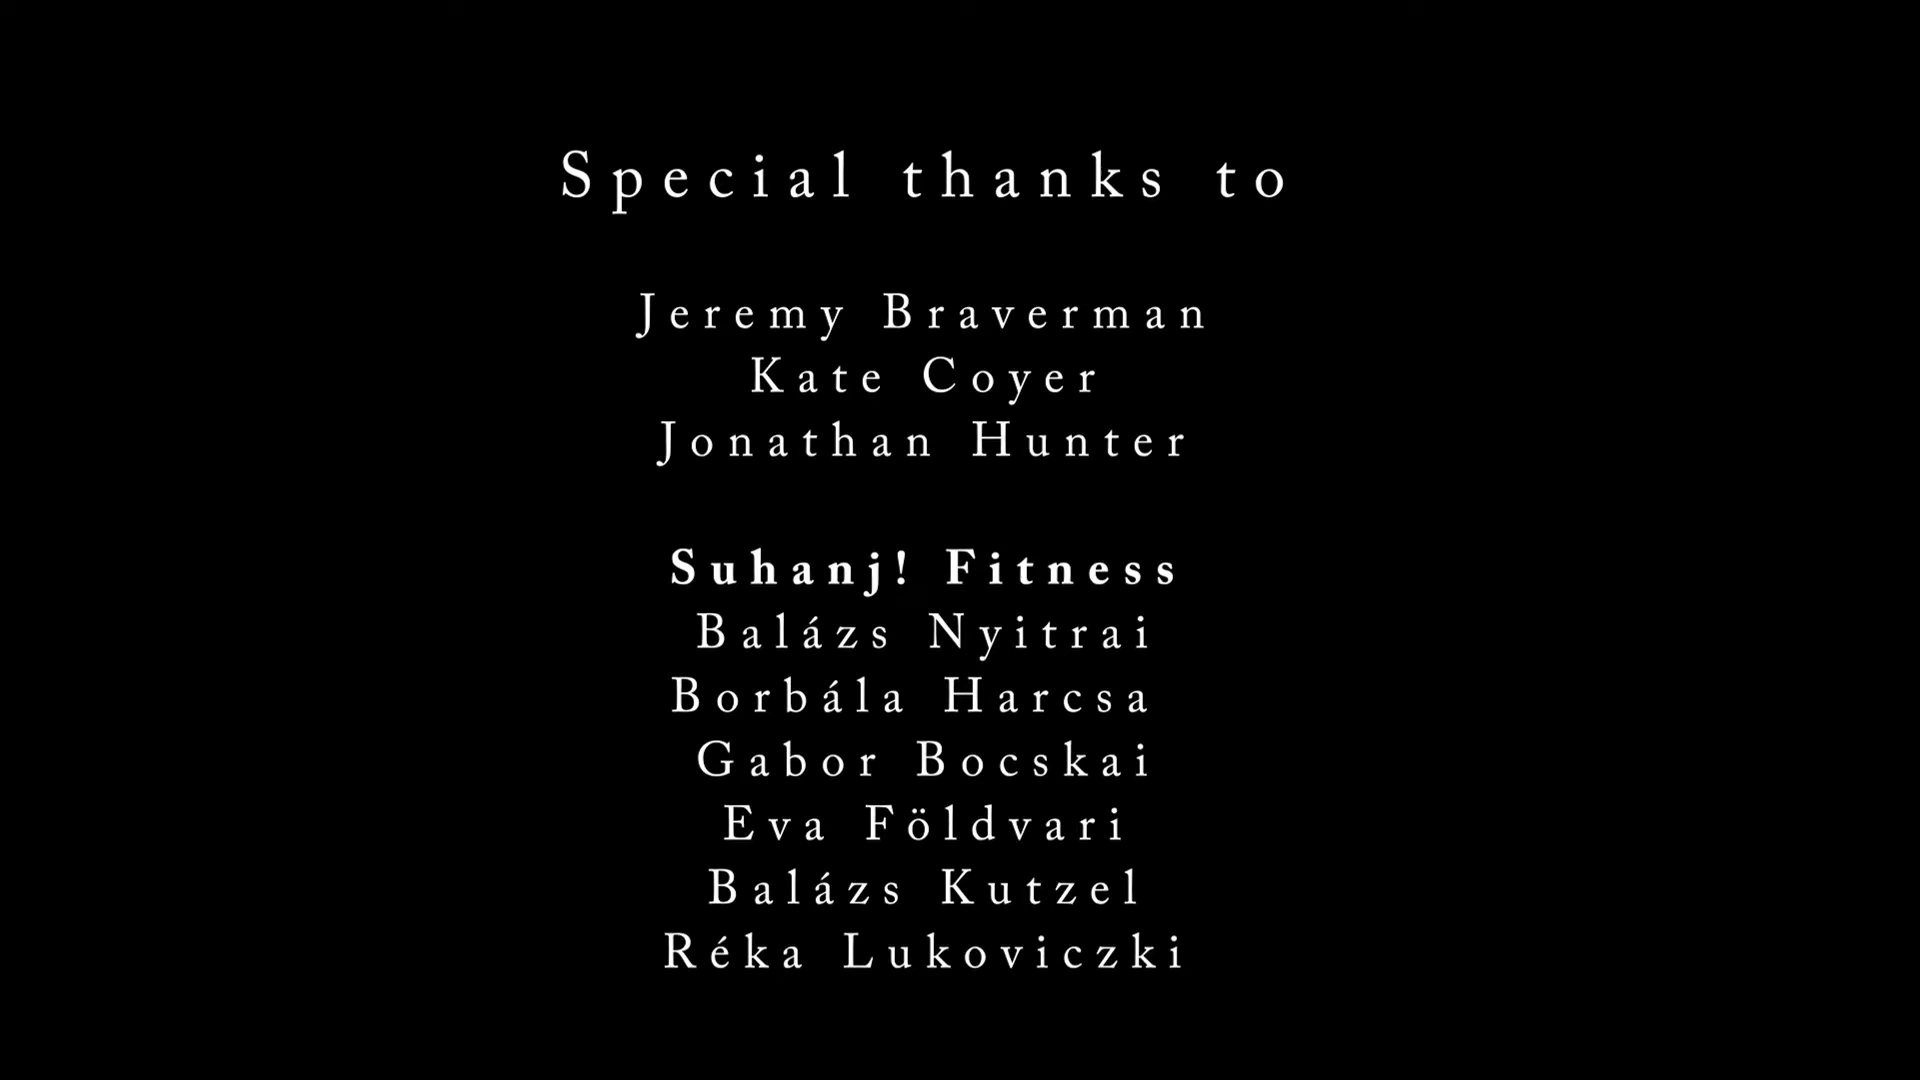 Special thanks to
Jeremy Braverman
Kate Coyer
Jonathan Hunter
Suhanj! Fitness
Balázs Nyitrai
Borbála Harcsa
Gabor Bocskai
Eva Földvari
Balázs Kutzel
Réka Lukoviczki